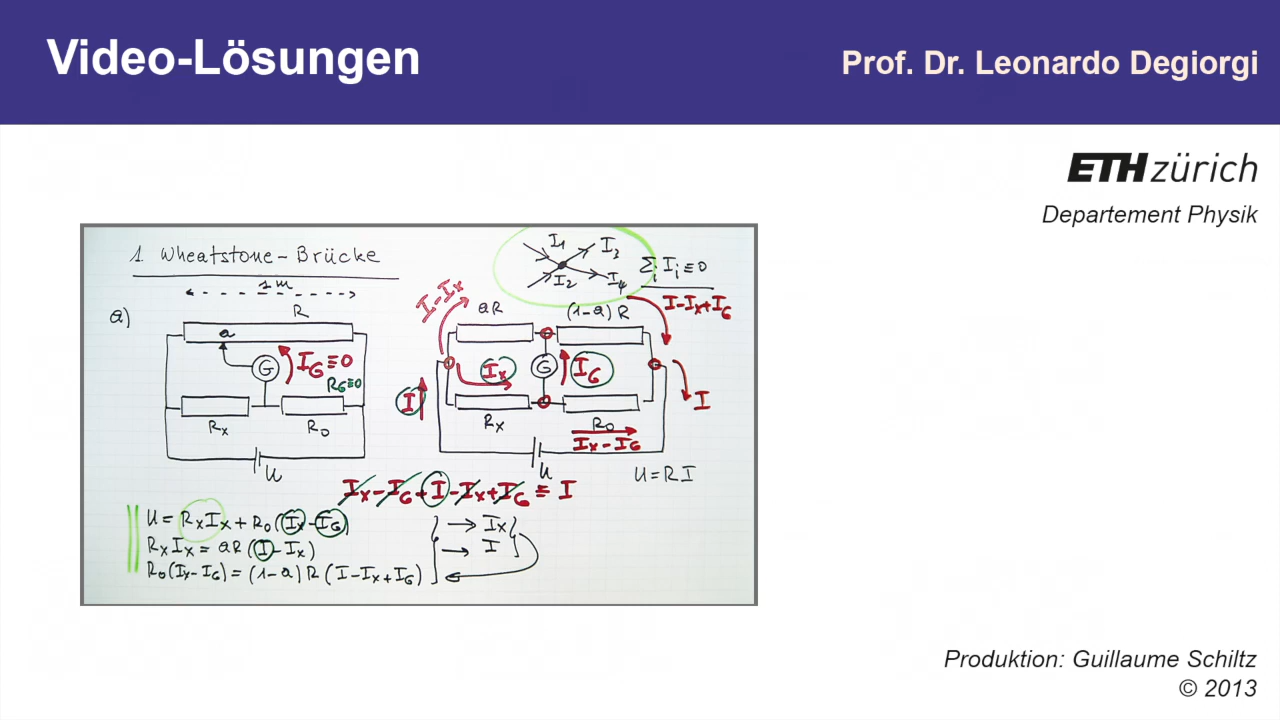 Video-Lösungen
Prof. Dr. Leonardo Degiorgi
ETH zürich
Departement Physik
1 Wheatstone-Brücke
1m
a)
R
a
G
I_G ≡ 0
R_G ≡ 0
R_x
R_0
U
I_1
I_3
I_2
I_4
∑_i I_i ≡ 0
I-I_x
aR
(1-a) R
I-I_x+I_G
I_x
G
I_G
I
I
R_x
R_0
I_x-I_G
U
U=RI
I_x-I_G+I-I_x+I_G ≡ I
U = R_x I_x + R_0 (I_x-I_G)
→ I_x
R_x I_x = aR (I-I_x)
→ I
R_0 (I_x-I_G) = (1-a) R (I-I_x+I_G)
Produktion: Guillaume Schiltz
© 2013